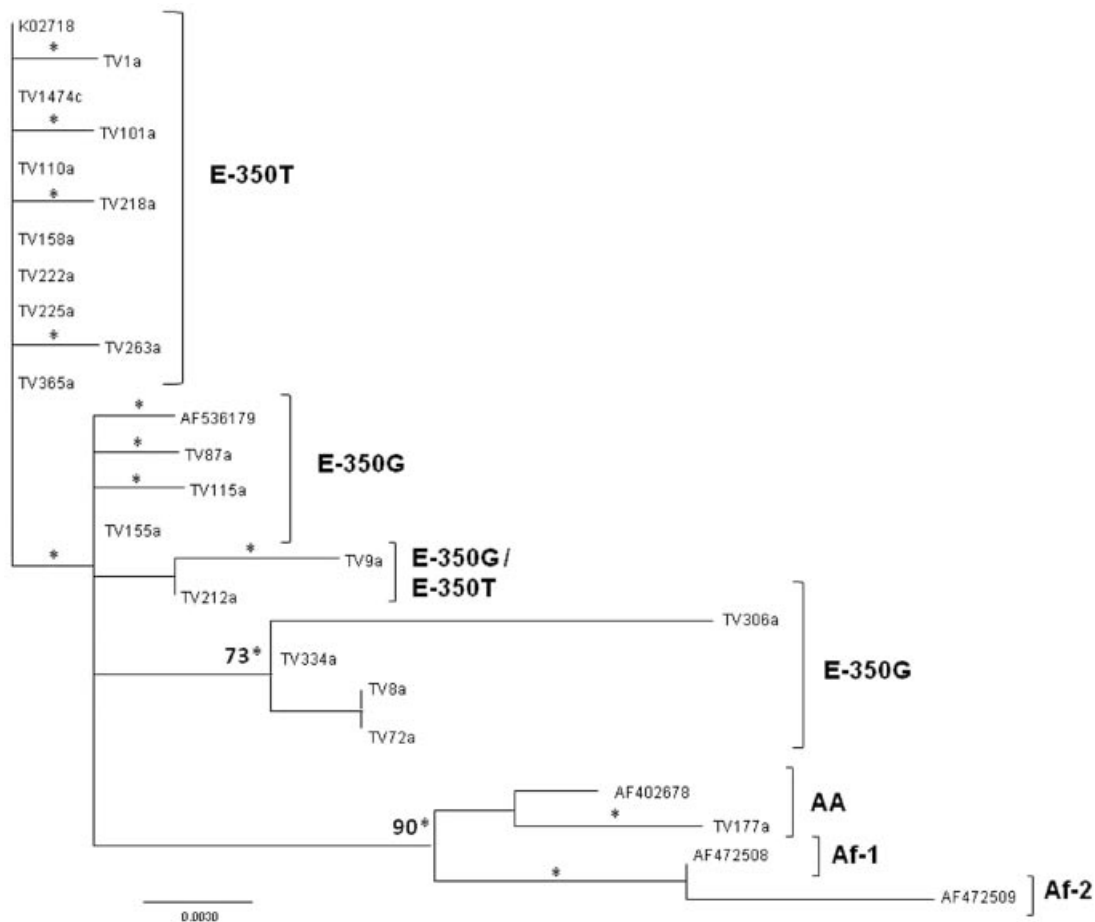 K02718
*
TV1a
TV1474c
*
TV101a
TV110a
*
TV218a
TV158a
TV222a
TV225a
*
TV263a
TV365a
E-350T
*
AF536179
*
TV87a
*
TV115a
TV155a
E-350G
*
*
TV9a
TV212a
E-350G /
E-350T
TV306a
73*
TV334a
TV8a
TV72a
E-350G
AF402678
*
TV177a
AA
90*
AF472508
Af-1
*
AF472509
Af-2
0.0030